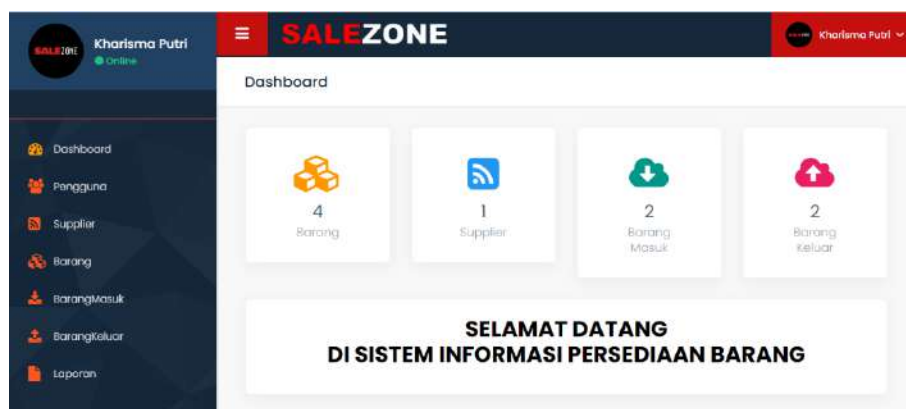 SALEZONE
Kharisma Putri
Online
SALEZONE
Kharisma Putri
Dashboard
Dashboard
Pengguna
Supplier
Barang
BarangMasuk
BarangKeluar
Laporan
4
Barang
1
Supplier
2
Barang
Masuk
2
Barang
Keluar
SELAMAT DATANG
DI SISTEM INFORMASI PERSEDIAAN BARANG